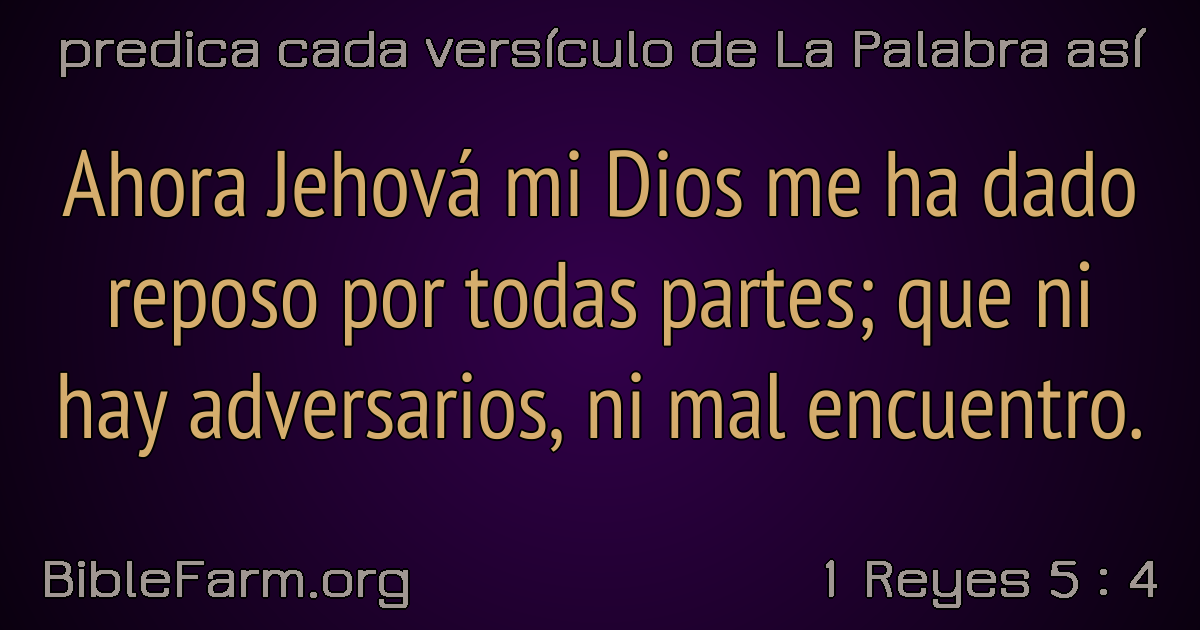 predica cada versículo de La Palabra así
Ahora Jehová mi Dios me ha dado
reposo por todas partes; que ni
hay adversarios, ni mal encuentro.
BibleFarm.org
1 Reyes 5 : 4